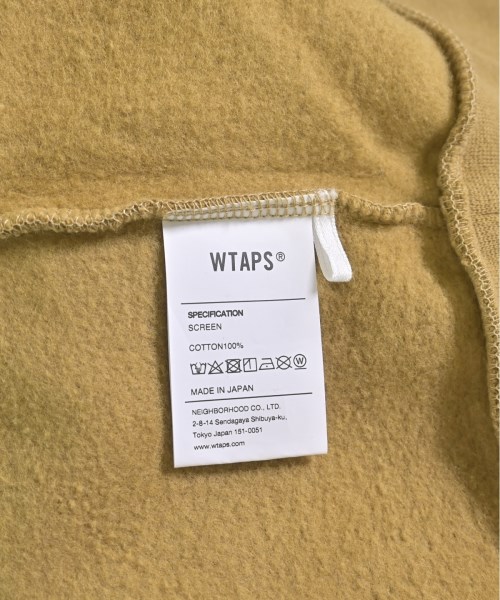 WTAPS®
SPECIFICATION
SCREEN
COTTON100%
W
MADE IN JAPAN
NEIGHBORHOOD CO., LTD.
2-8-14 Sendagaya Shibuya-ku,
Tokyo Japan 151-0051
www.wtaps.com